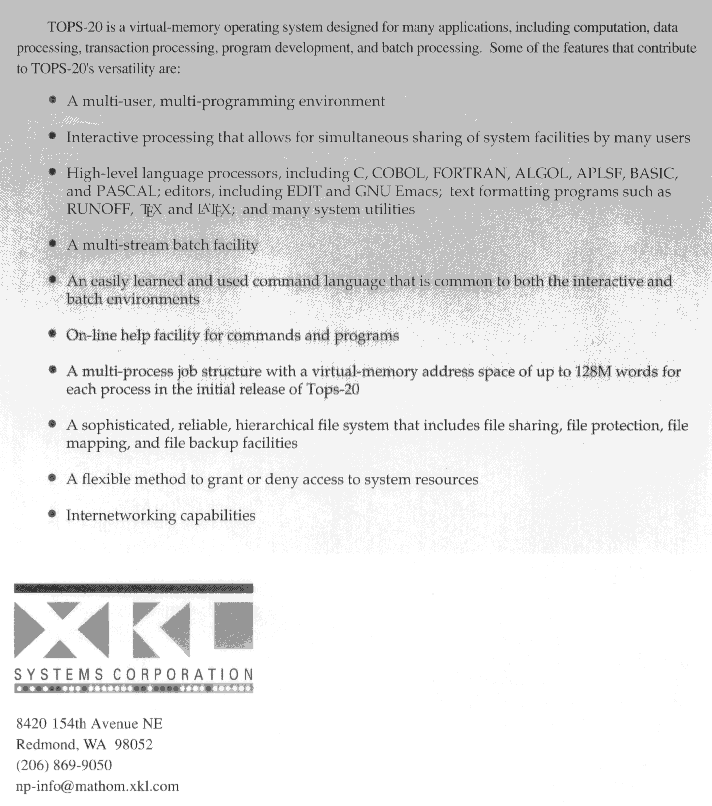 TOPS-20 is a virtual-memory operating system designed for many applications, including computation, data
processing, transaction processing, program development, and batch processing. Some of the features that contribute
to TOPS-20's versatility are:
• A multi-user, multi-programming environment
• Interactive processing that allows for simultaneous sharing of system facilities by many users
• High-level language processors, including C, COBOL, FORTRAN, ALGOL, APLSF, BASIC,
and PASCAL; editors, including EDIT and GNU Emacs; text formatting programs such as
RUNOFF, TEX and LATEX; and many system utilities
• A multi-stream batch facility
• An easily learned and used command language that is common to both the interactive and
batch environments
• On-line help facility for commands and programs
• A multi-process job structure with a virtual-memory address space of up to 128M words for
each process in the initial release of Tops-20
• A sophisticated, reliable, hierarchical file system that includes file sharing, file protection, file
mapping, and file backup facilities
• A flexible method to grant or deny access to system resources
• Internetworking capabilities
XKL
SYSTEMS CORPORATION
8420 154th Avenue NE
Redmond, WA 98052
(206) 869-9050
np-info@mathom.xkl.com